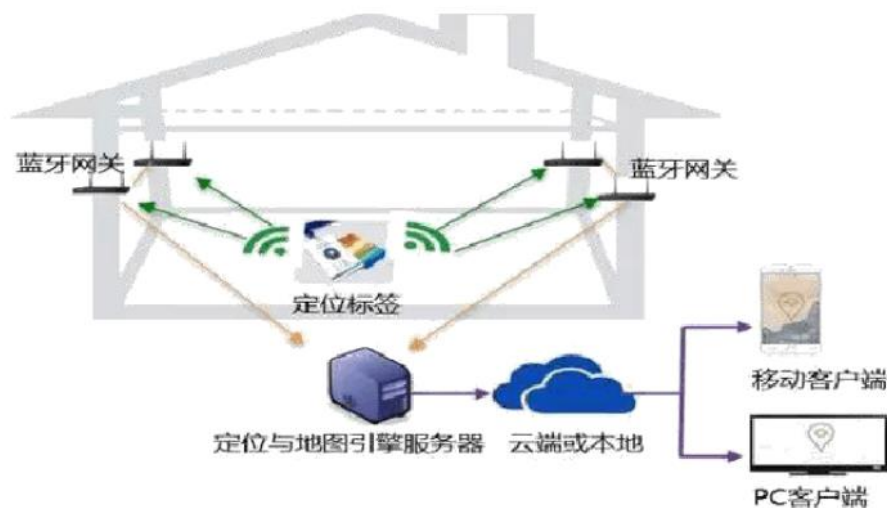 蓝牙网关
蓝牙网关
定位标签
移动客户端
定位与地图引擎服务器
云端或本地
PC客户端